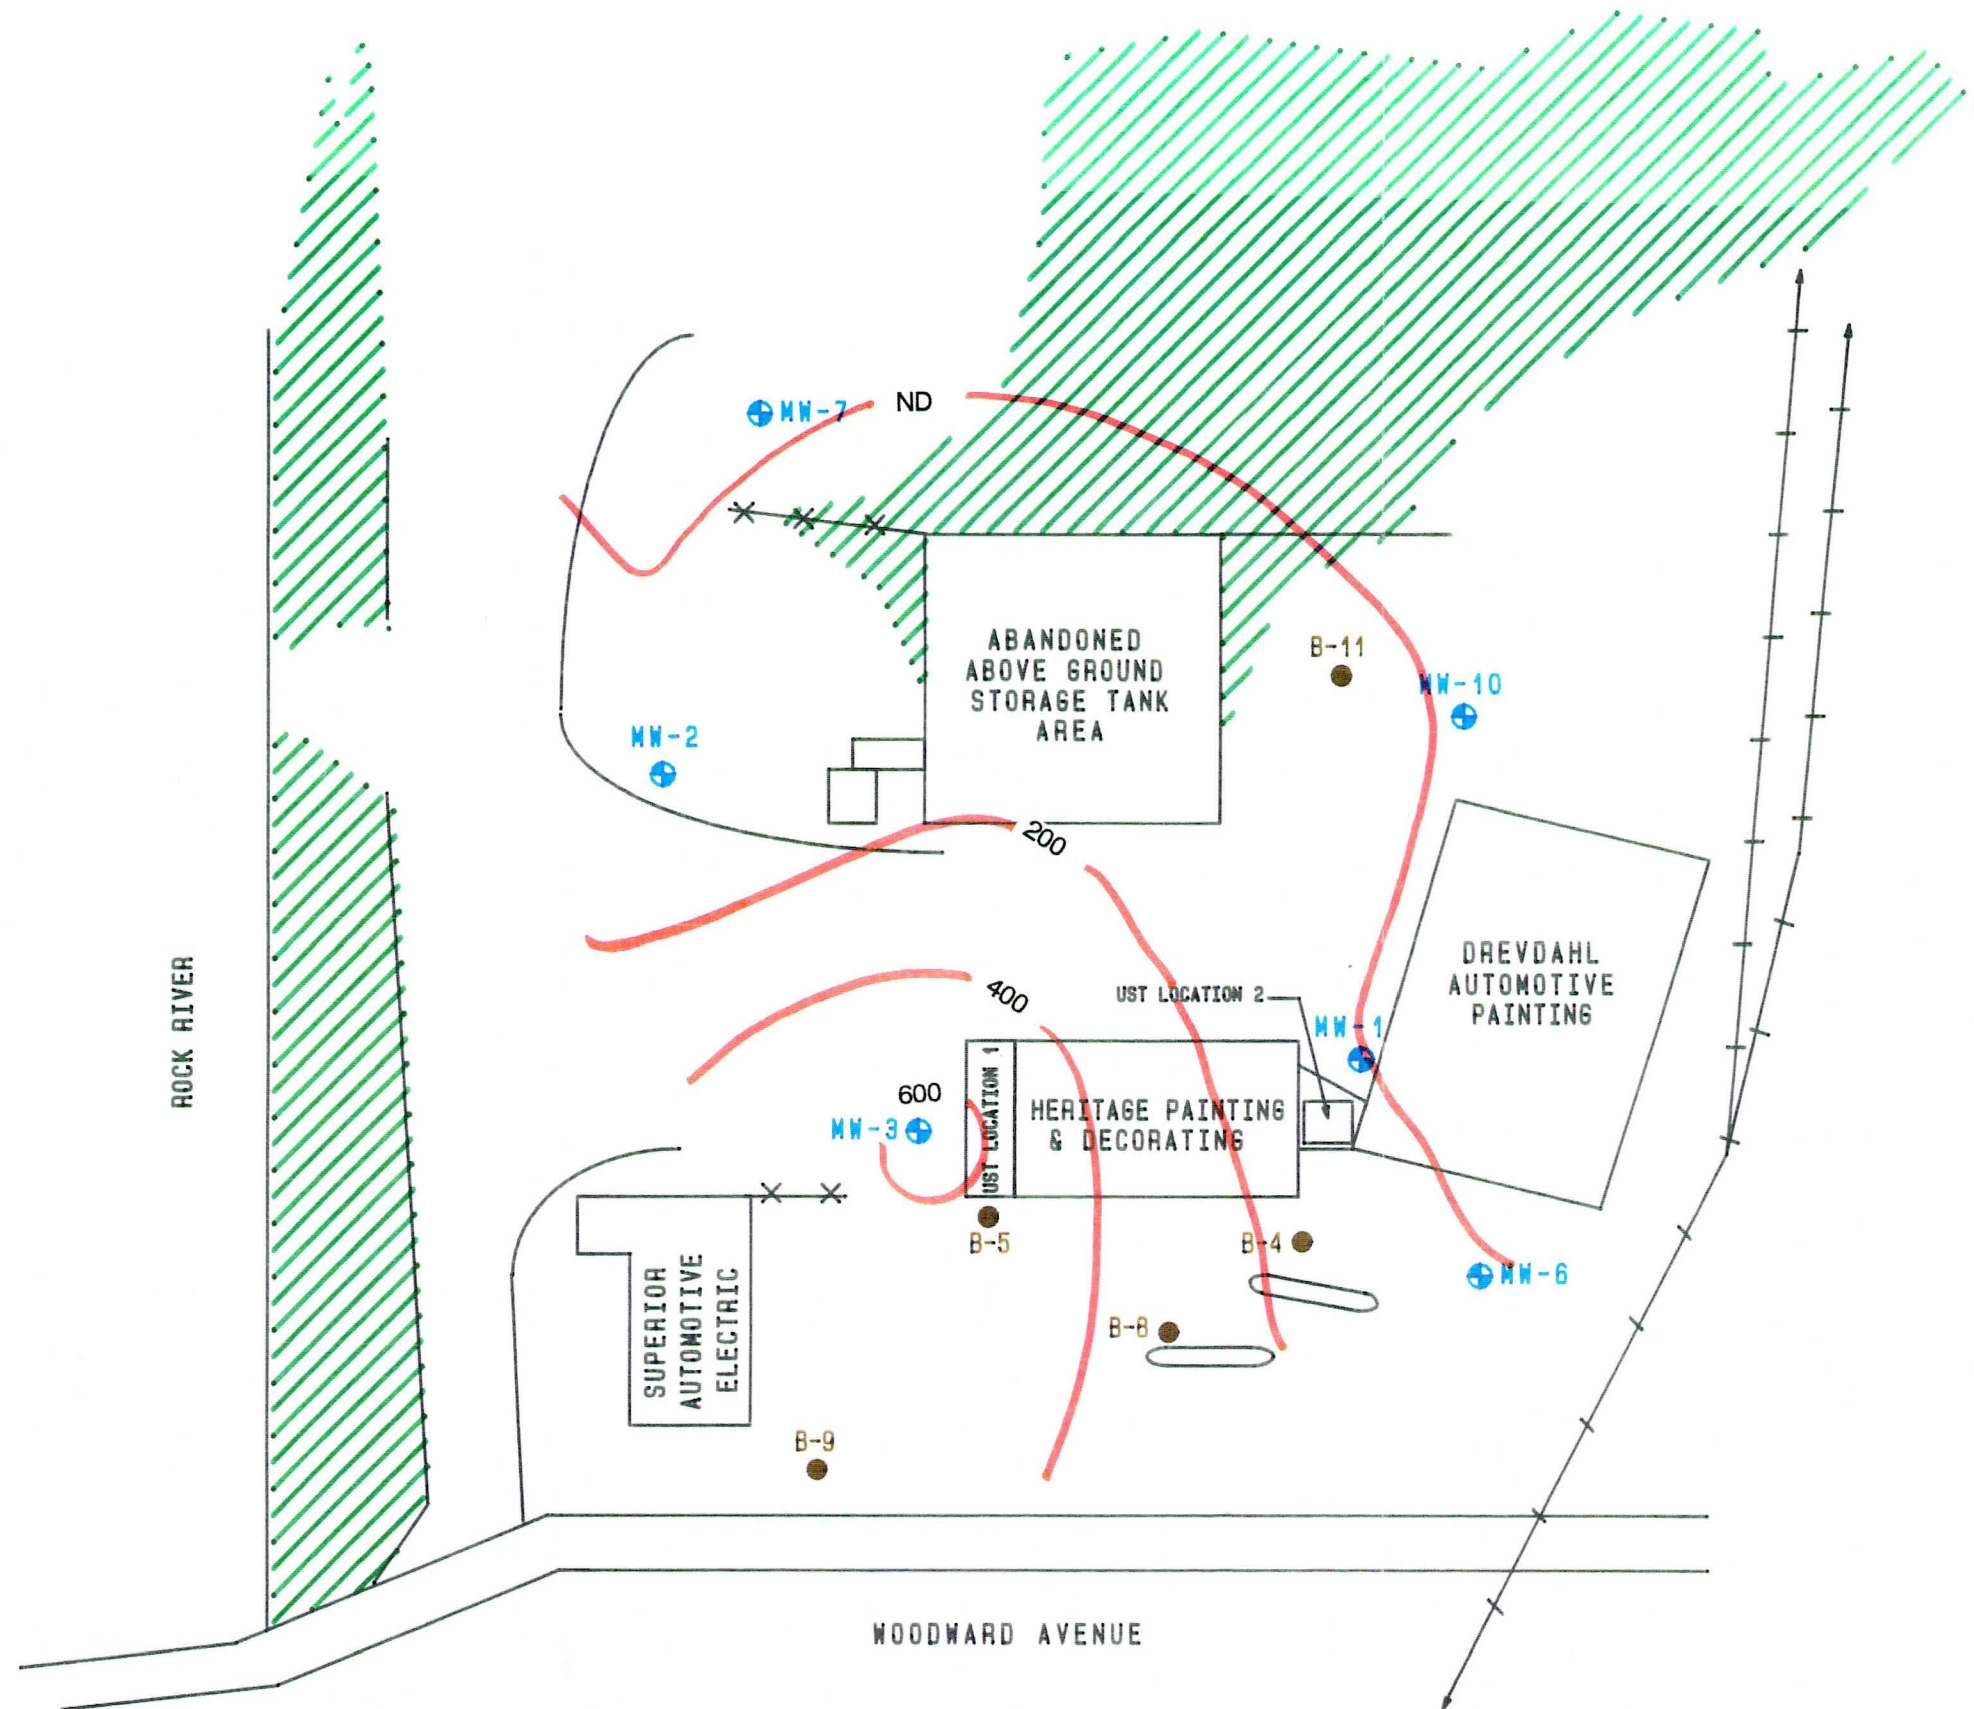 MW-7
ND
B-11
MW-10
ABANDONED
ABOVE GROUND
STORAGE TANK
AREA
MW-2
200
DREVDAHL
AUTOMOTIVE
PAINTING
400
UST LOCATION 2
MW-1
ROCK RIVER
600
MW-3
UST LOCATION 1
HERITAGE PAINTING
& DECORATING
B-5
B-4
MW-6
SUPERIOR
AUTOMOTIVE
ELECTRIC
B-8
B-9
WOODWARD AVENUE